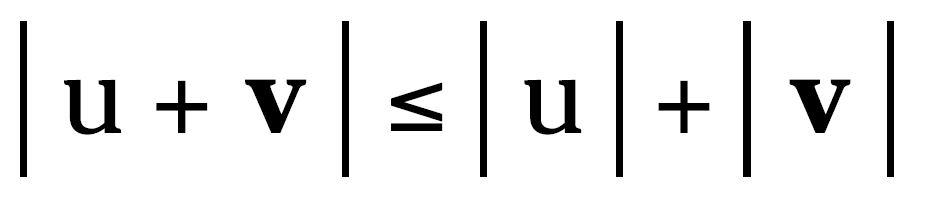 | u + v | ≤ | u | + | v |